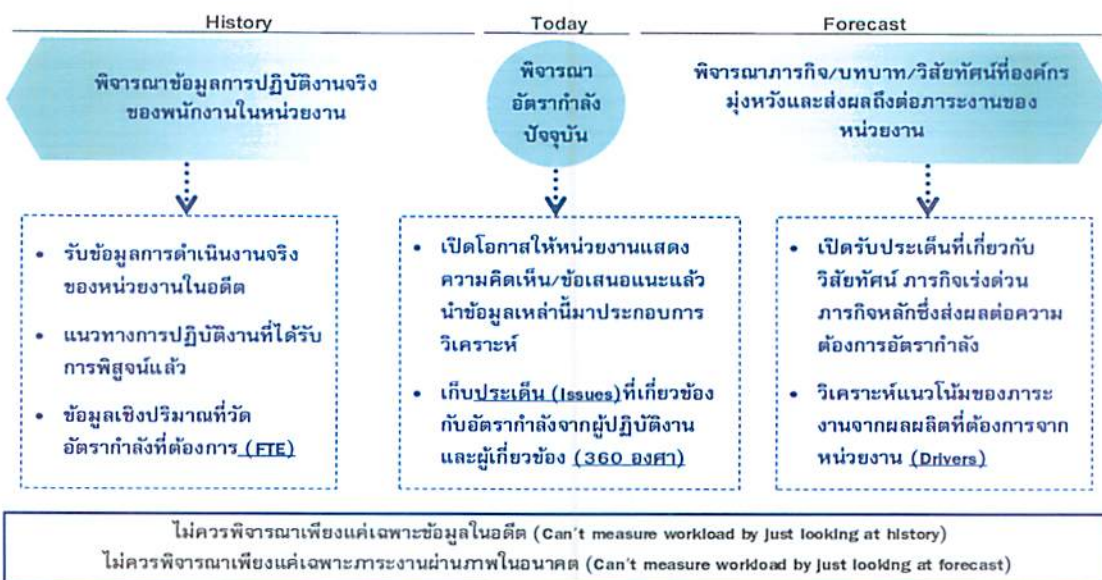 History
Today
Forecast
พิจารณาข้อมูลการปฏิบัติงานจริง
ของพนักงานในหน่วยงาน
พิจารณา
อัตรากำลัง
ปัจจุบัน
พิจารณาภารกิจ/บทบาท/วิสัยทัศน์ที่องค์กร
มุ่งหวังและส่งผลถึงต่อภาระงานของ
หน่วยงาน
• รับข้อมูลการดำเนินงานจริง
ของหน่วยงานในอดีต
• แนวทางการปฏิบัติงานที่ได้รับ
การพิสูจน์แล้ว
• ข้อมูลเชิงปริมาณที่วัด
อัตรากำลังที่ต้องการ (FTE)
• เปิดโอกาสให้หน่วยงานแสดง
ความคิดเห็น/ข้อเสนอแนะแล้ว
นำข้อมูลเหล่านี้มาประกอบการ
วิเคราะห์
• เก็บประเด็น (Issues)ที่เกี่ยวข้อง
กับอัตรากำลังจากผู้ปฏิบัติงาน
และผู้เกี่ยวข้อง (360 องศา)
• เปิดรับประเด็นที่เกี่ยวกับ
วิสัยทัศน์ ภารกิจเร่งด่วน
ภารกิจหลักซึ่งส่งผลต่อความ
ต้องการอัตรากำลัง
• วิเคราะห์แนวโน้มของภาระ
งานจากผลผลิตที่ต้องการจาก
หน่วยงาน (Drivers)
ไม่ควรพิจารณาเพียงแค่เฉพาะข้อมูลในอดีต (Can't measure workload by just looking at history)
ไม่ควรพิจารณาเพียงแค่เฉพาะภาระงานผ่านภาพในอนาคต (Can't measure workload by just looking at forecast)